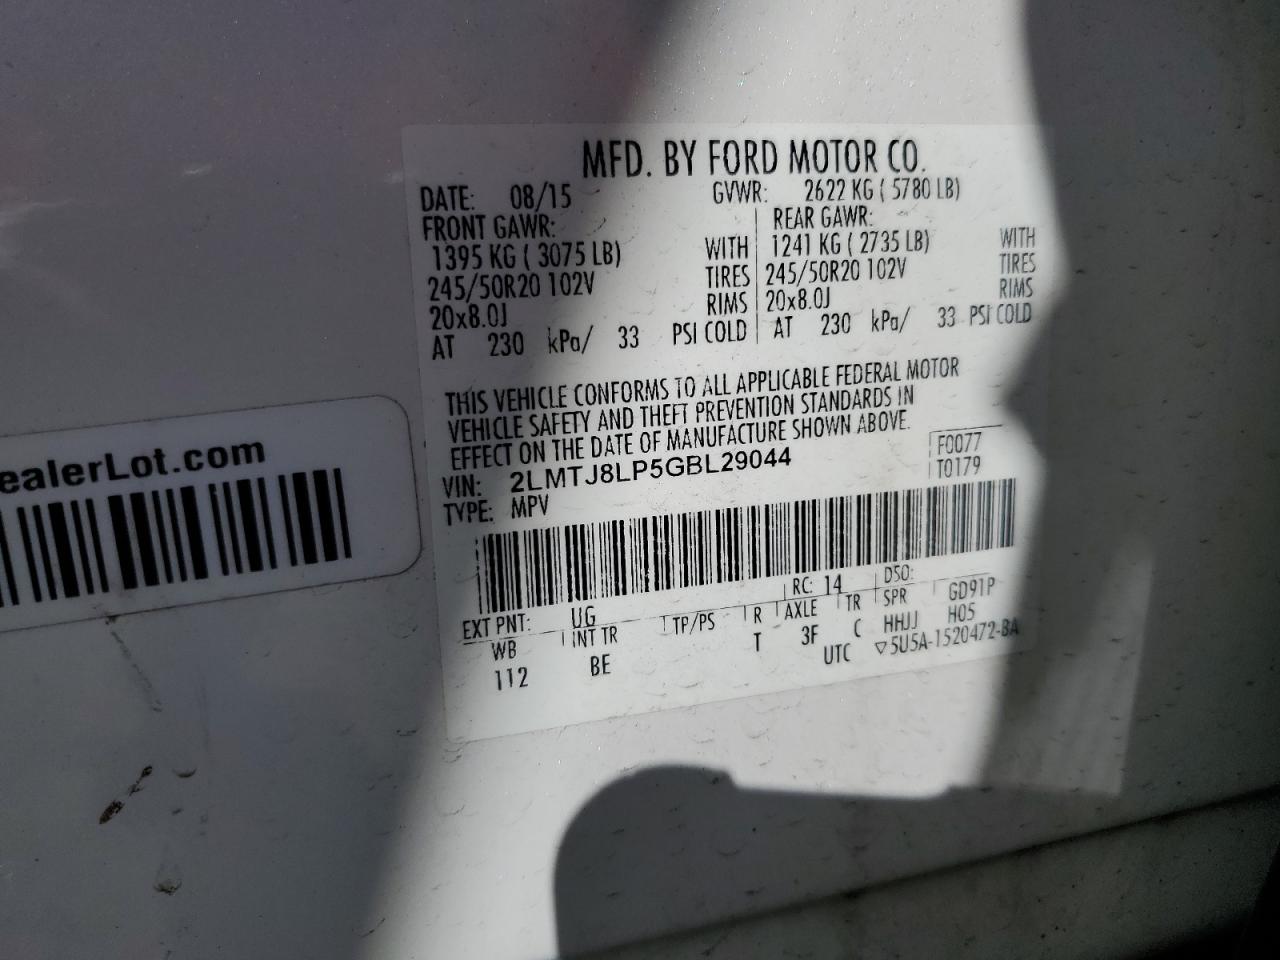 MFD. BY FORD MOTOR CO.
DATE: 08/15 GVWR: 2622 KG ( 5780 LB)
FRONT GAWR: REAR GAWR:
1395 KG ( 3075 LB) WITH 1241 KG ( 2735 LB) WITH
245/50R20 102V TIRES 245/50R20 102V TIRES
20x8.0J RIMS 20x8.0J RIMS
AT 230 kPa/ 33 PSI COLD AT 230 kPa/ 33 PSI COLD
THIS VEHICLE CONFORMS TO ALL APPLICABLE FEDERAL MOTOR
VEHICLE SAFETY AND THEFT PREVENTION STANDARDS IN
EFFECT ON THE DATE OF MANUFACTURE SHOWN ABOVE.
F0077
VIN: 2LMTJ8LP5GBL29044 T0179
TYPE: MPV
ealerLot.com
EXT PNT: UG RC: 14 DSO:
WB INT TR TP/PS R AXLE TR SPR GD91P
112 BE T 3F C HHJJ H05
UTC ▽5U5A-1520472-BA